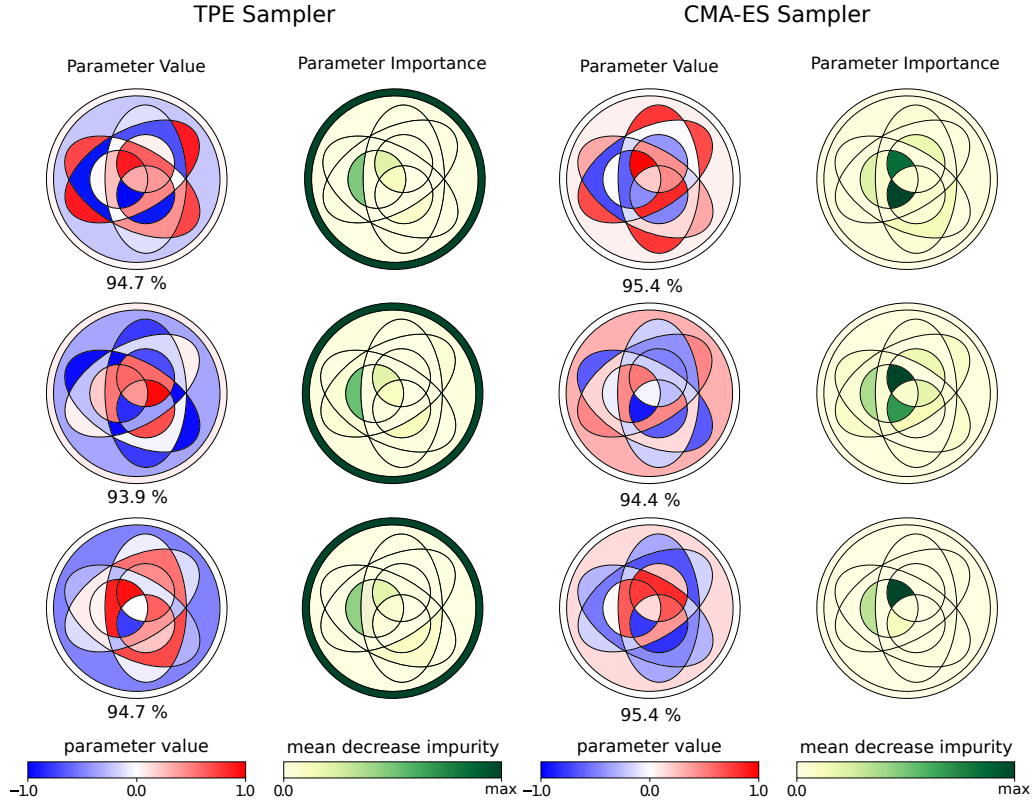 TPE Sampler
CMA-ES Sampler
Parameter Value
Parameter Importance
Parameter Value
Parameter Importance
94.7 %
95.4 %
93.9 %
94.4 %
94.7 %
95.4 %
parameter value
mean decrease impurity
parameter value
mean decrease impurity
−1.0 0.0 1.0
0.0 max
−1.0 0.0 1.0
0.0 max